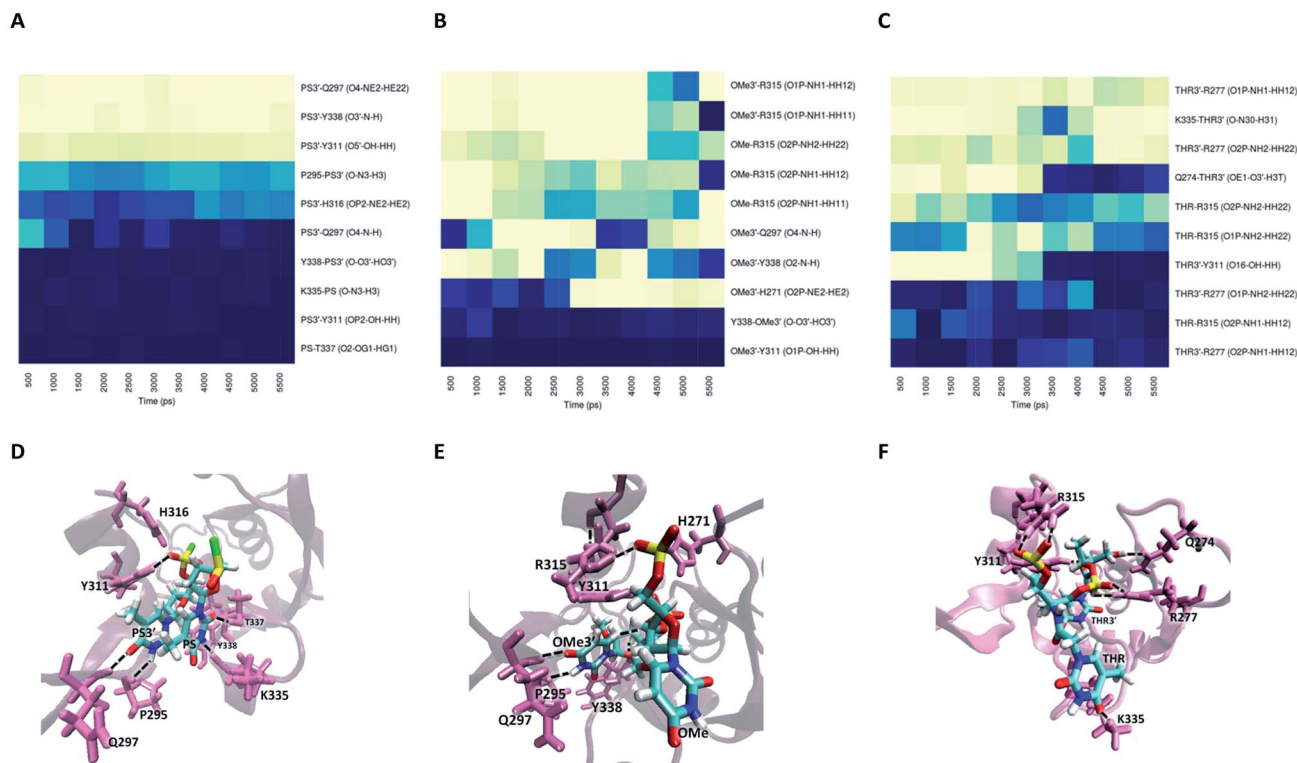 A
B
C
PS3'-Q297 (O4-NE2-HE22)
PS3'-Y338 (O3'-N-H)
PS3'-Y311 (O5'-OH-HH)
P295-PS3' (O-N3-H3)
PS3'-H316 (OP2-NE2-HE2)
PS3'-Q297 (O4-N-H)
Y338-PS3' (O-O3'-HO3')
K335-PS (O-N3-H3)
PS3'-Y311 (OP2-OH-HH)
PS-T337 (O2-OG1-HG1)
500 1000 1500 2000 2500 3000 3500 4000 4500 5000 5500
Time (ps)
OMe3'-R315 (O1P-NH1-HH12)
OMe3'-R315 (O1P-NH1-HH11)
OMe-R315 (O2P-NH2-HH22)
OMe-R315 (O2P-NH1-HH12)
OMe-R315 (O2P-NH1-HH11)
OMe3'-Q297 (O4-N-H)
OMe3'-Y338 (O2-N-H)
OMe3'-H271 (O2P-NE2-HE2)
Y338-OMe3' (O-O3'-HO3')
OMe3'-Y311 (O1P-OH-HH)
500 1000 1500 2000 2500 3000 3500 4000 4500 5000 5500
Time (ps)
THR3'-R277 (O1P-NH1-HH12)
K335-THR3' (O-N30-H31)
THR3'-R277 (O2P-NH2-HH22)
Q274-THR3' (OE1-O3'-H3T)
THR-R315 (O2P-NH2-HH22)
THR-R315 (O1P-NH2-HH22)
THR3'-Y311 (O16-OH-HH)
THR3'-R277 (O1P-NH2-HH22)
THR-R315 (O2P-NH1-HH12)
THR3'-R277 (O2P-NH1-HH12)
500 1000 1500 2000 2500 3000 3500 4000 4500 5000 5500
Time (ps)
D
H316
Y311
PS3'
PS
T337
Y338
K335
P295
Q297
E
H271
R315
Y311
OMe3'
P295
Q297
Y338
OMe
F
R315
Y311
Q274
R277
THR3'
THR
K335